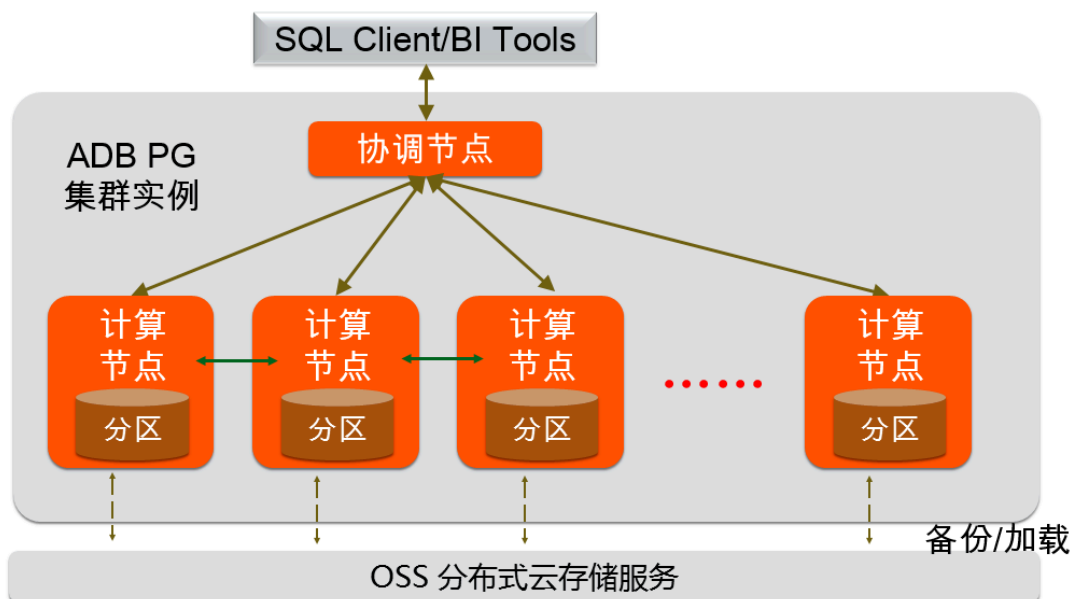 SQL Client/BI Tools
ADB PG
集群实例
协调节点
计算
节点
分区
计算
节点
分区
计算
节点
分区
计算
节点
分区
备份/加载
OSS 分布式云存储服务